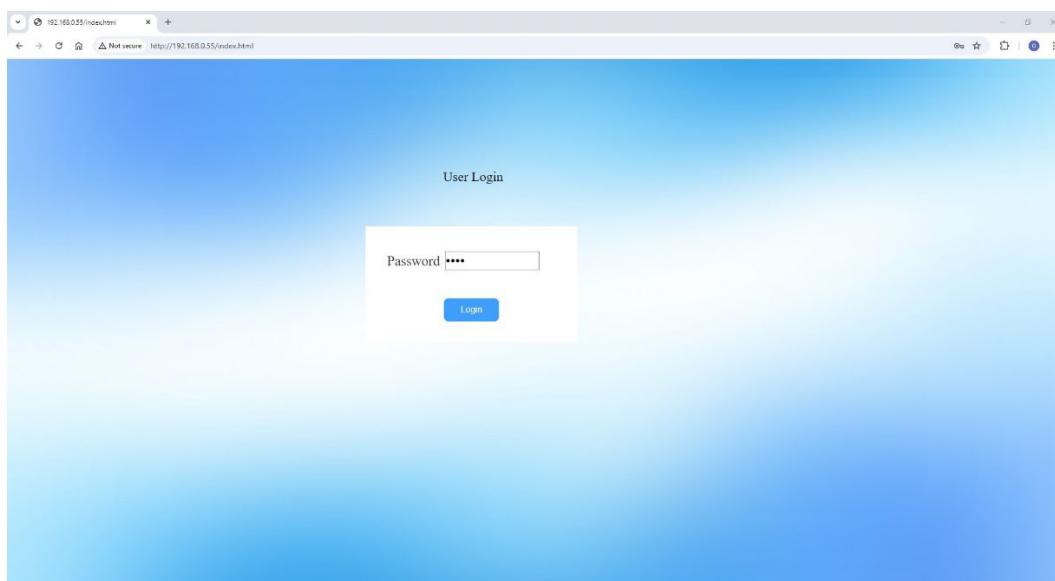 192.168.0.55/index.html
Not secure http://192.168.0.55/index.html
User Login
Password ••••
Login